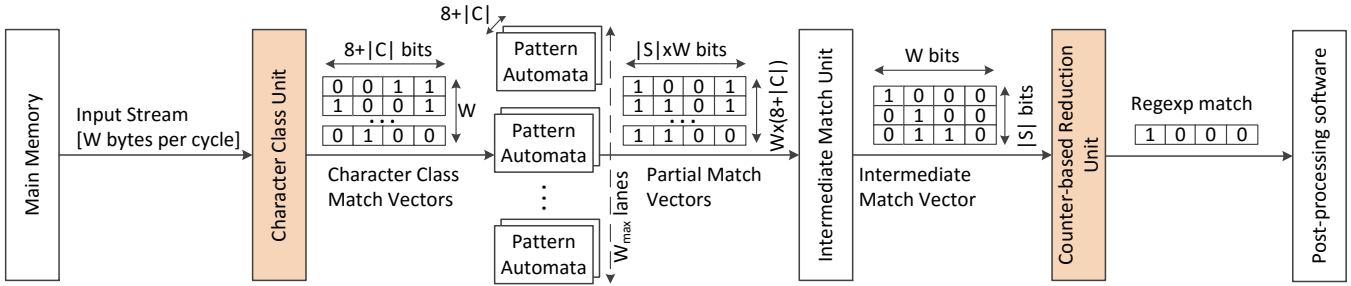 Main Memory
Input Stream
[W bytes per cycle]
Character Class Unit
8+|C| bits
0 0 1 1
1 0 0 1
...
0 1 0 0
W
Character Class
Match Vectors
8+|C|
Pattern
Automata
Pattern
Automata
Pattern
Automata
W_max lanes
|S|xW bits
1 0 0 1
1 1 0 1
...
1 1 0 0
Wx(8+|C|)
Partial Match
Vectors
Intermediate Match Unit
W bits
1 0 0 0
0 1 0 0
0 1 1 0
|S| bits
Intermediate
Match Vector
Counter-based Reduction
Unit
Regexp match
1 0 0 0
Post-processing software